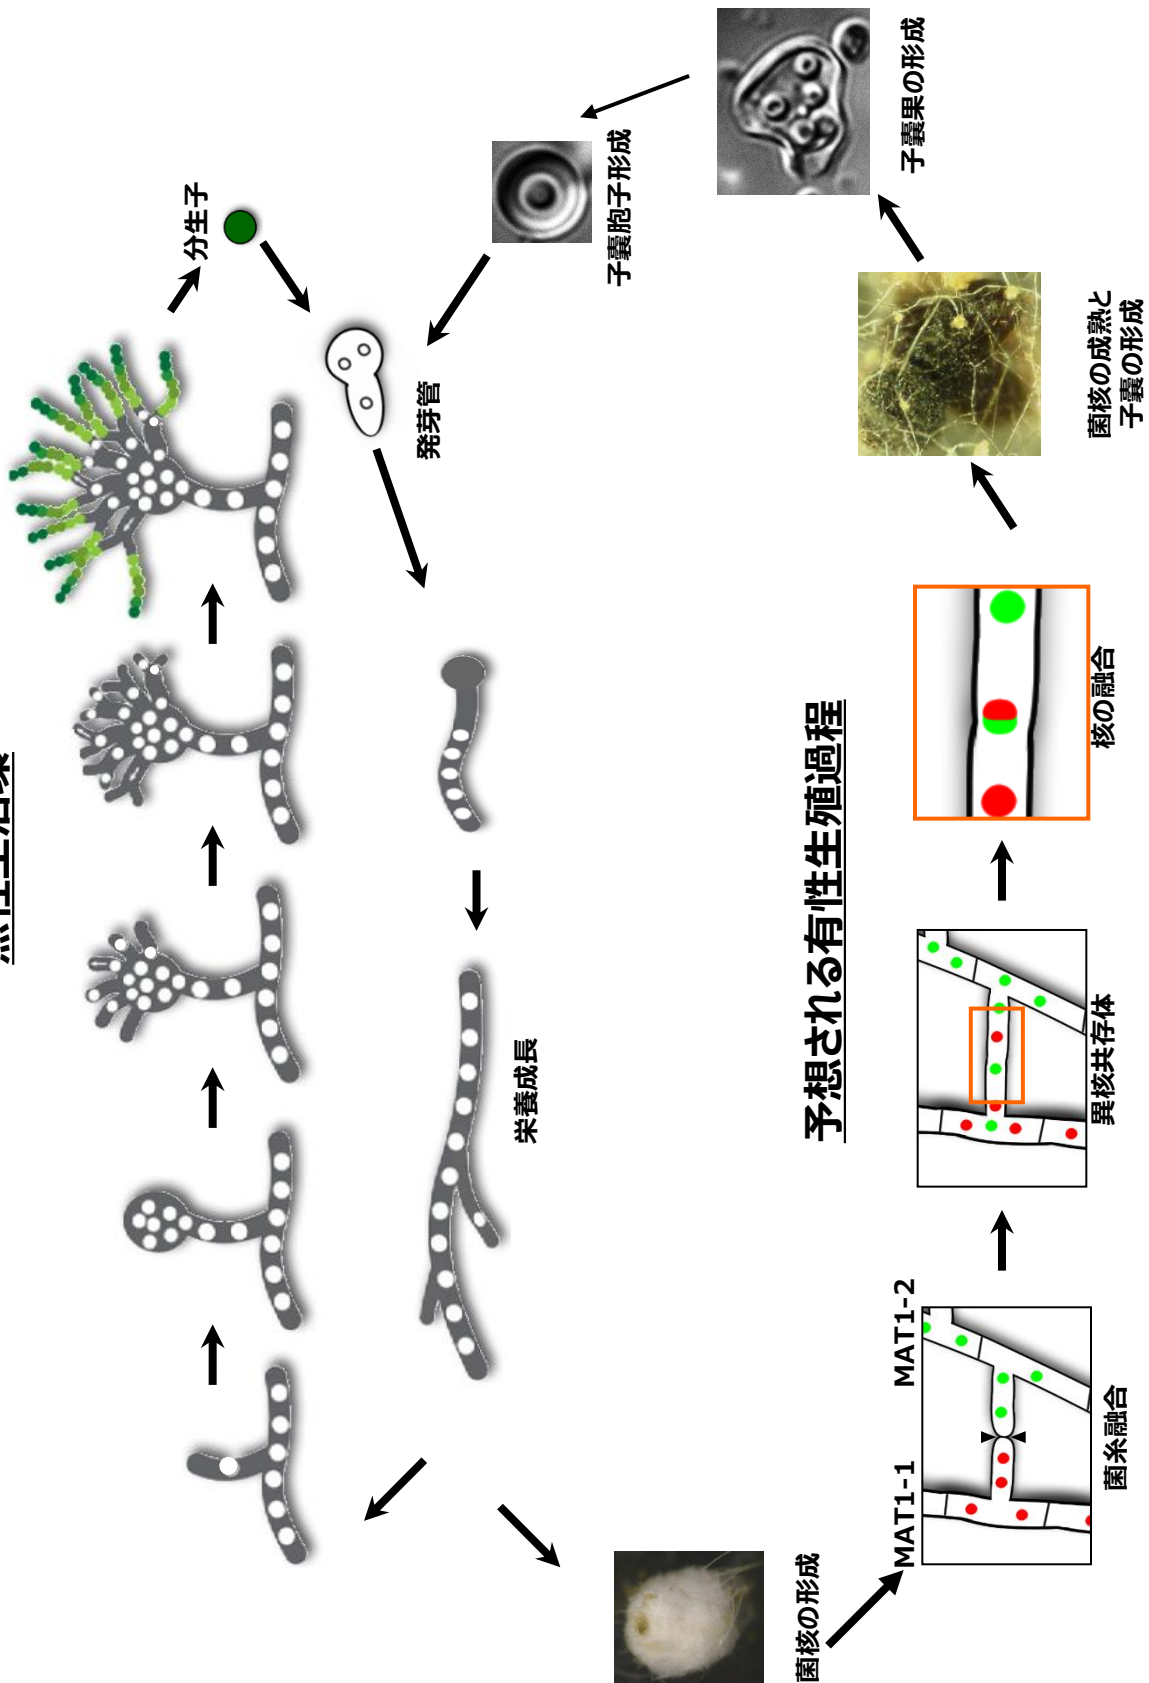 分生子
発芽管
栄養成長
予想される有性生殖過程
菌核の形成
MAT1-1
MAT1-2
菌糸融合
異核共存体
核の融合
菌核の成熟と
子嚢の形成
子嚢果の形成
子嚢胞子形成